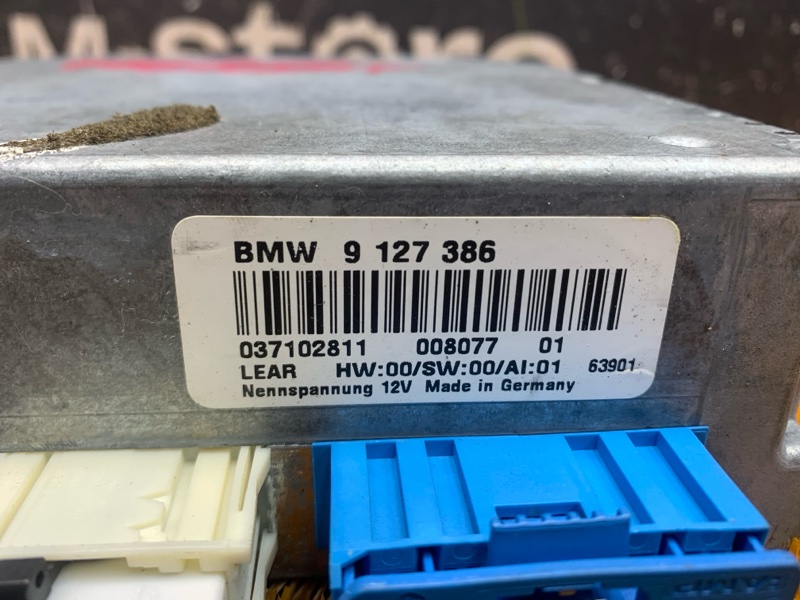 M-store
BMW 9 127 386
037102811 008077 01
LEAR HW:00/SW:00/AI:01 63901
Nennspannung 12V Made in Germany